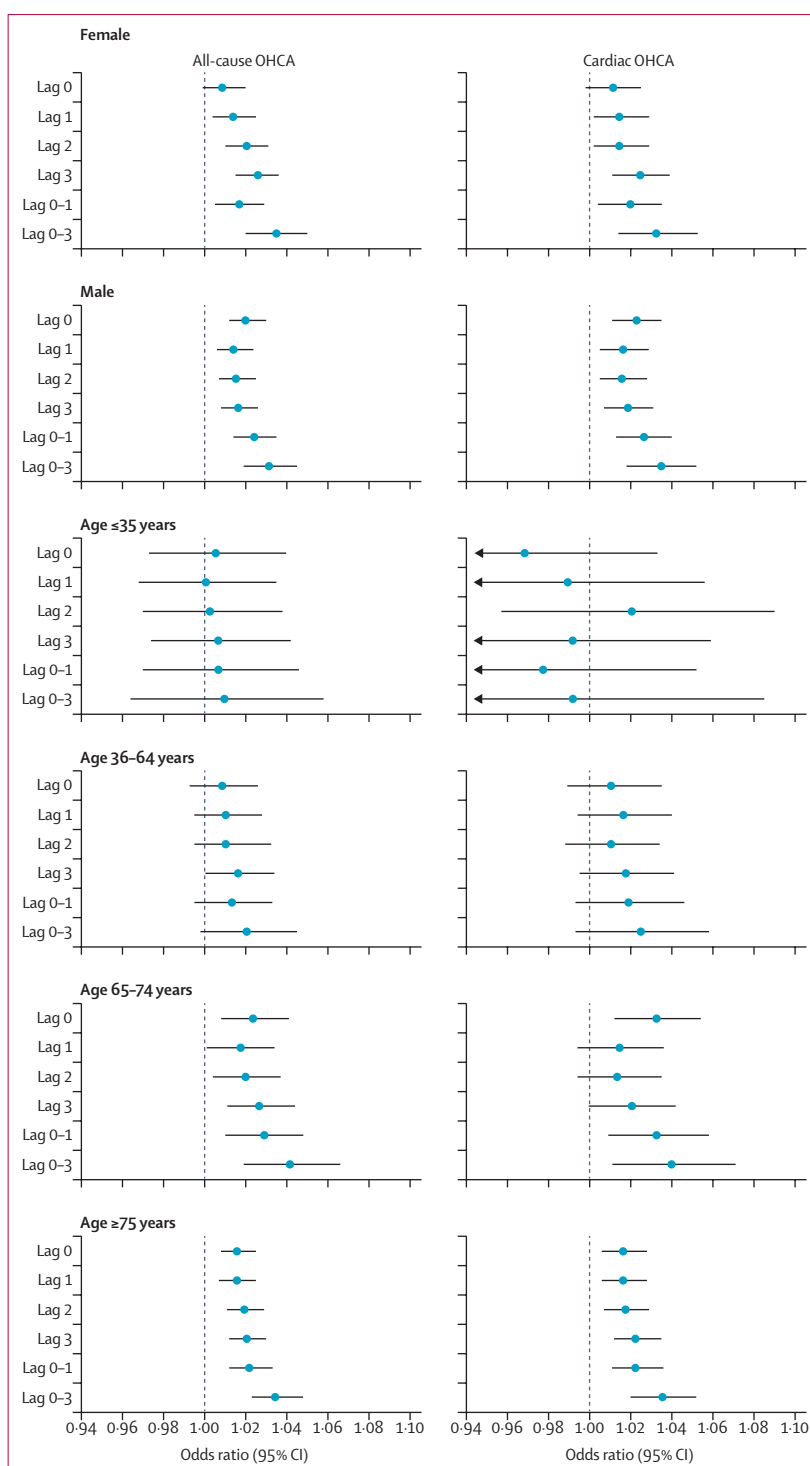 Female
All-cause OHCA
Cardiac OHCA
Lag 0
Lag 1
Lag 2
Lag 3
Lag 0–1
Lag 0–3
Male
Lag 0
Lag 1
Lag 2
Lag 3
Lag 0–1
Lag 0–3
Age ≤35 years
Lag 0
Lag 1
Lag 2
Lag 3
Lag 0–1
Lag 0–3
Age 36–64 years
Lag 0
Lag 1
Lag 2
Lag 3
Lag 0–1
Lag 0–3
Age 65–74 years
Lag 0
Lag 1
Lag 2
Lag 3
Lag 0–1
Lag 0–3
Age ≥75 years
Lag 0
Lag 1
Lag 2
Lag 3
Lag 0–1
Lag 0–3
0·94 0·96 0·98 1·00 1·02 1·04 1·06 1·08 1·10 0·94 0·96 0·98 1·00 1·02 1·04 1·06 1·08 1·10
Odds ratio (95% CI) Odds ratio (95% CI)